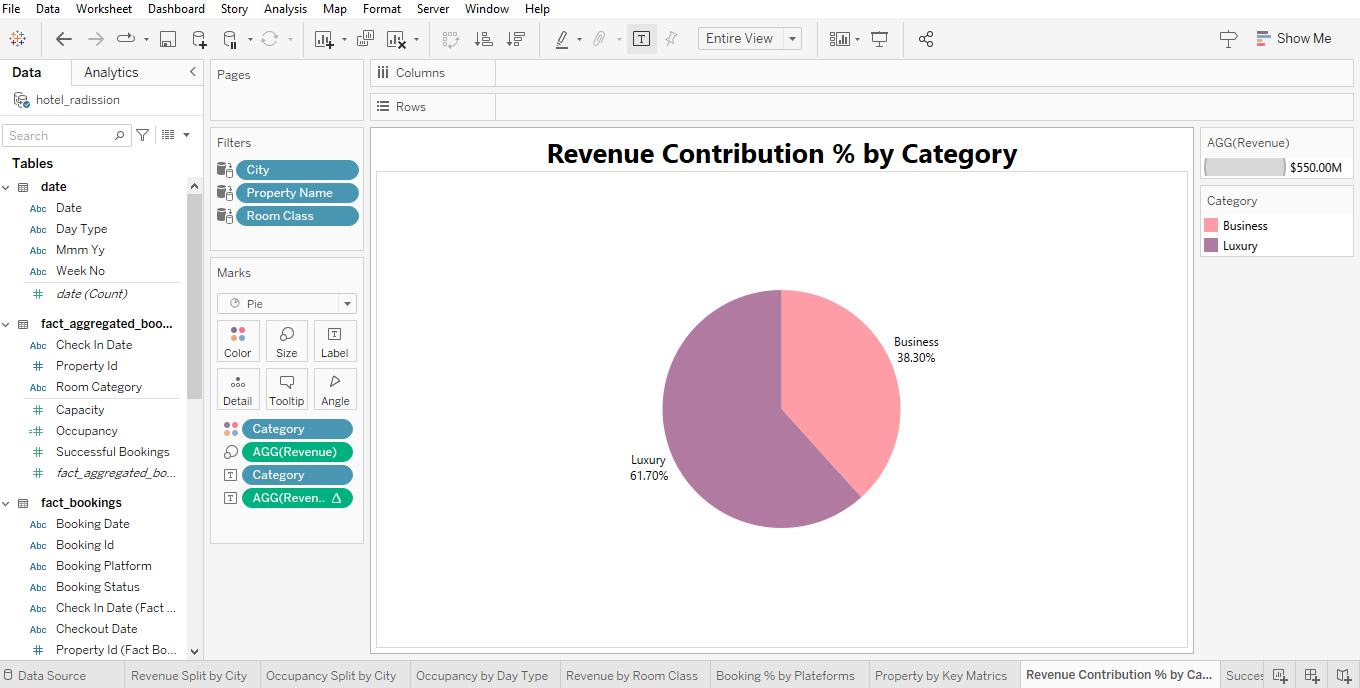 File Data Worksheet Dashboard Story Analysis Map Format Server Window Help
Entire View
Show Me
Data Analytics
hotel_radission
Search
Tables
date
Abc Date
Abc Day Type
Abc Mmm Yy
Abc Week No
# date (Count)
fact_aggregated_boo...
Abc Check In Date
# Property Id
Abc Room Category
# Capacity
=# Occupancy
# Successful Bookings
# fact_aggregated_bo...
fact_bookings
Abc Booking Date
Abc Booking Id
Abc Booking Platform
Abc Booking Status
Abc Check In Date (Fact ...
Abc Checkout Date
# Property Id (Fact Bo...
Pages
Filters
City
Property Name
Room Class
Marks
Pie
Color Size Label
Detail Tooltip Angle
Category
AGG(Revenue)
Category
AGG(Reven.. Δ
Columns
Rows
Revenue Contribution % by Category
Business
38.30%
Luxury
61.70%
AGG(Revenue)
$550.00M
Category
Business
Luxury
Data Source Revenue Split by City Occupancy Split by City Occupancy by Day Type Revenue by Room Class Booking % by Plateforms Property by Key Matrics Revenue Contribution % by Ca... Succes